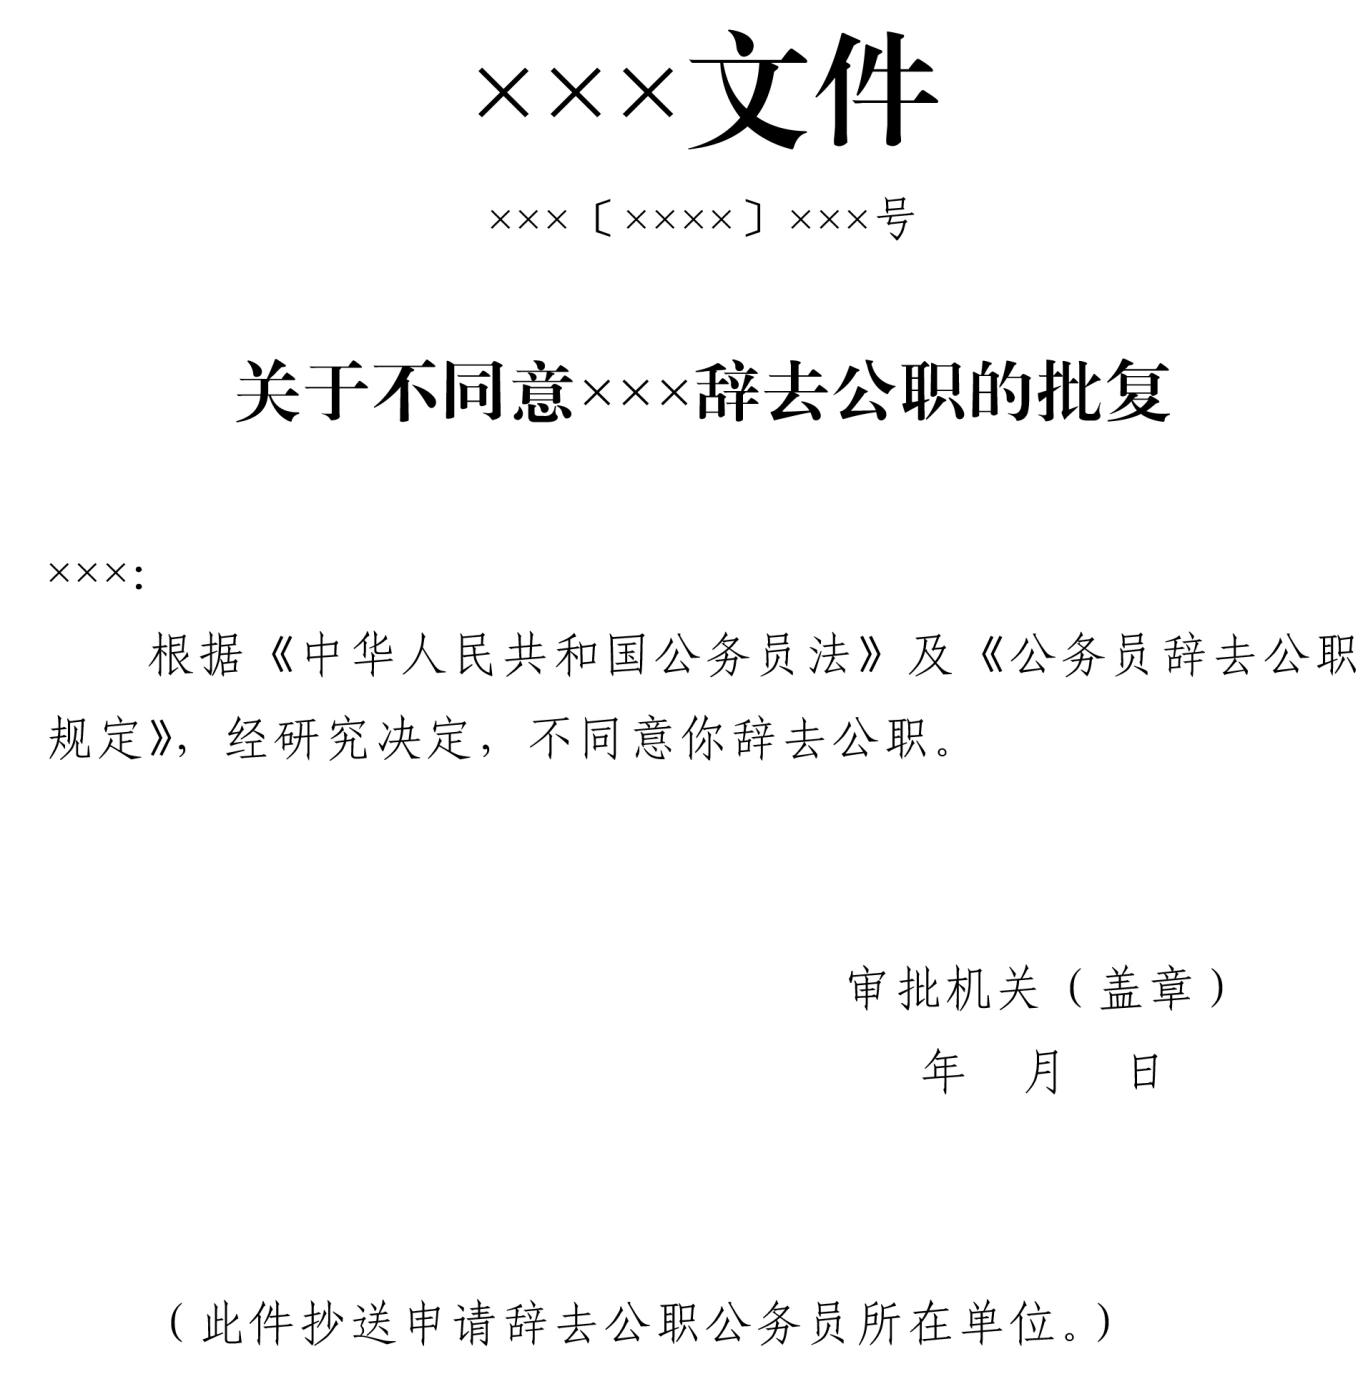 ×××文件
×××〔××××〕×××号
关于不同意×××辞去公职的批复
×××:
根据《中华人民共和国公务员法》及《公务员辞去公职
规定》，经研究决定，不同意你辞去公职。
审批机关（盖章）
年 月 日
（此件抄送申请辞去公职公务员所在单位。）